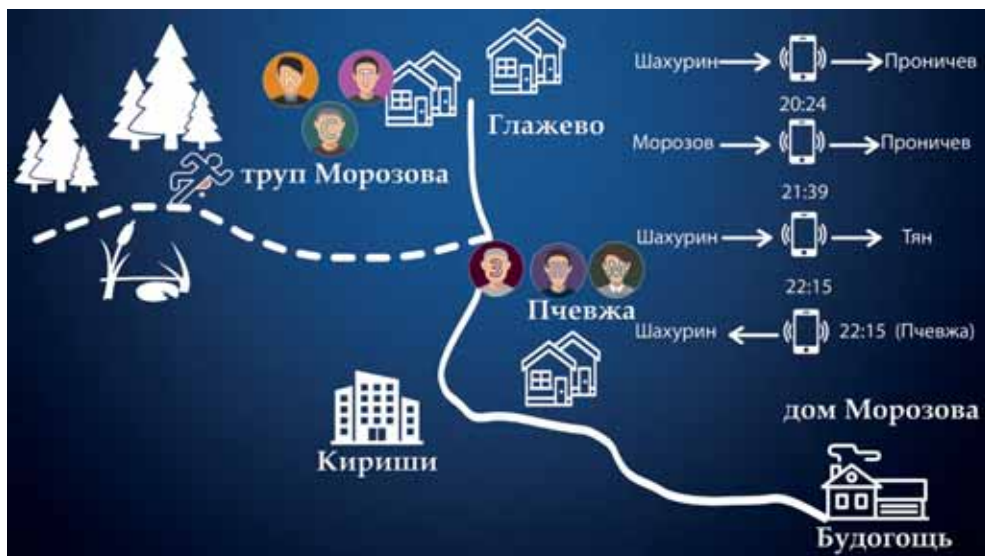 Шахурин Проничев
20:24
Глажево
Морозов Проничев
труп Морозова
21:39
Шахурин Тян
22:15
З
Пчевжа
Шахурин 22:15 (Пчевжа)
дом Морозова
Кириши
Будогощь